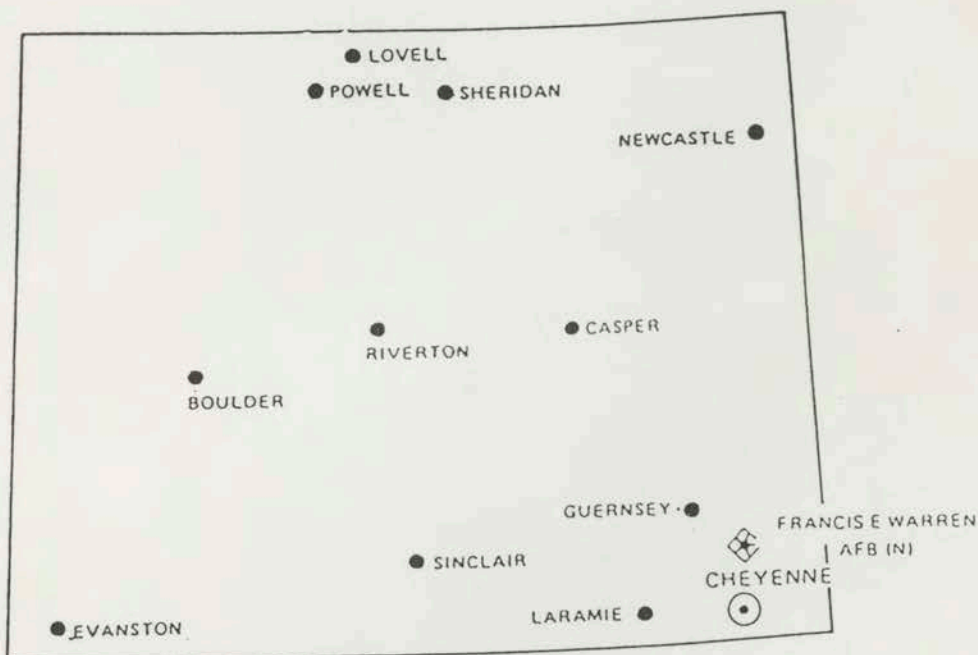 LOVELL
POWELL
SHERIDAN
NEWCASTLE
RIVERTON
CASPER
BOULDER
GUERNSEY
FRANCIS E WARREN
AFB (N)
SINCLAIR
CHEYENNE
LARAMIE
EVANSTON